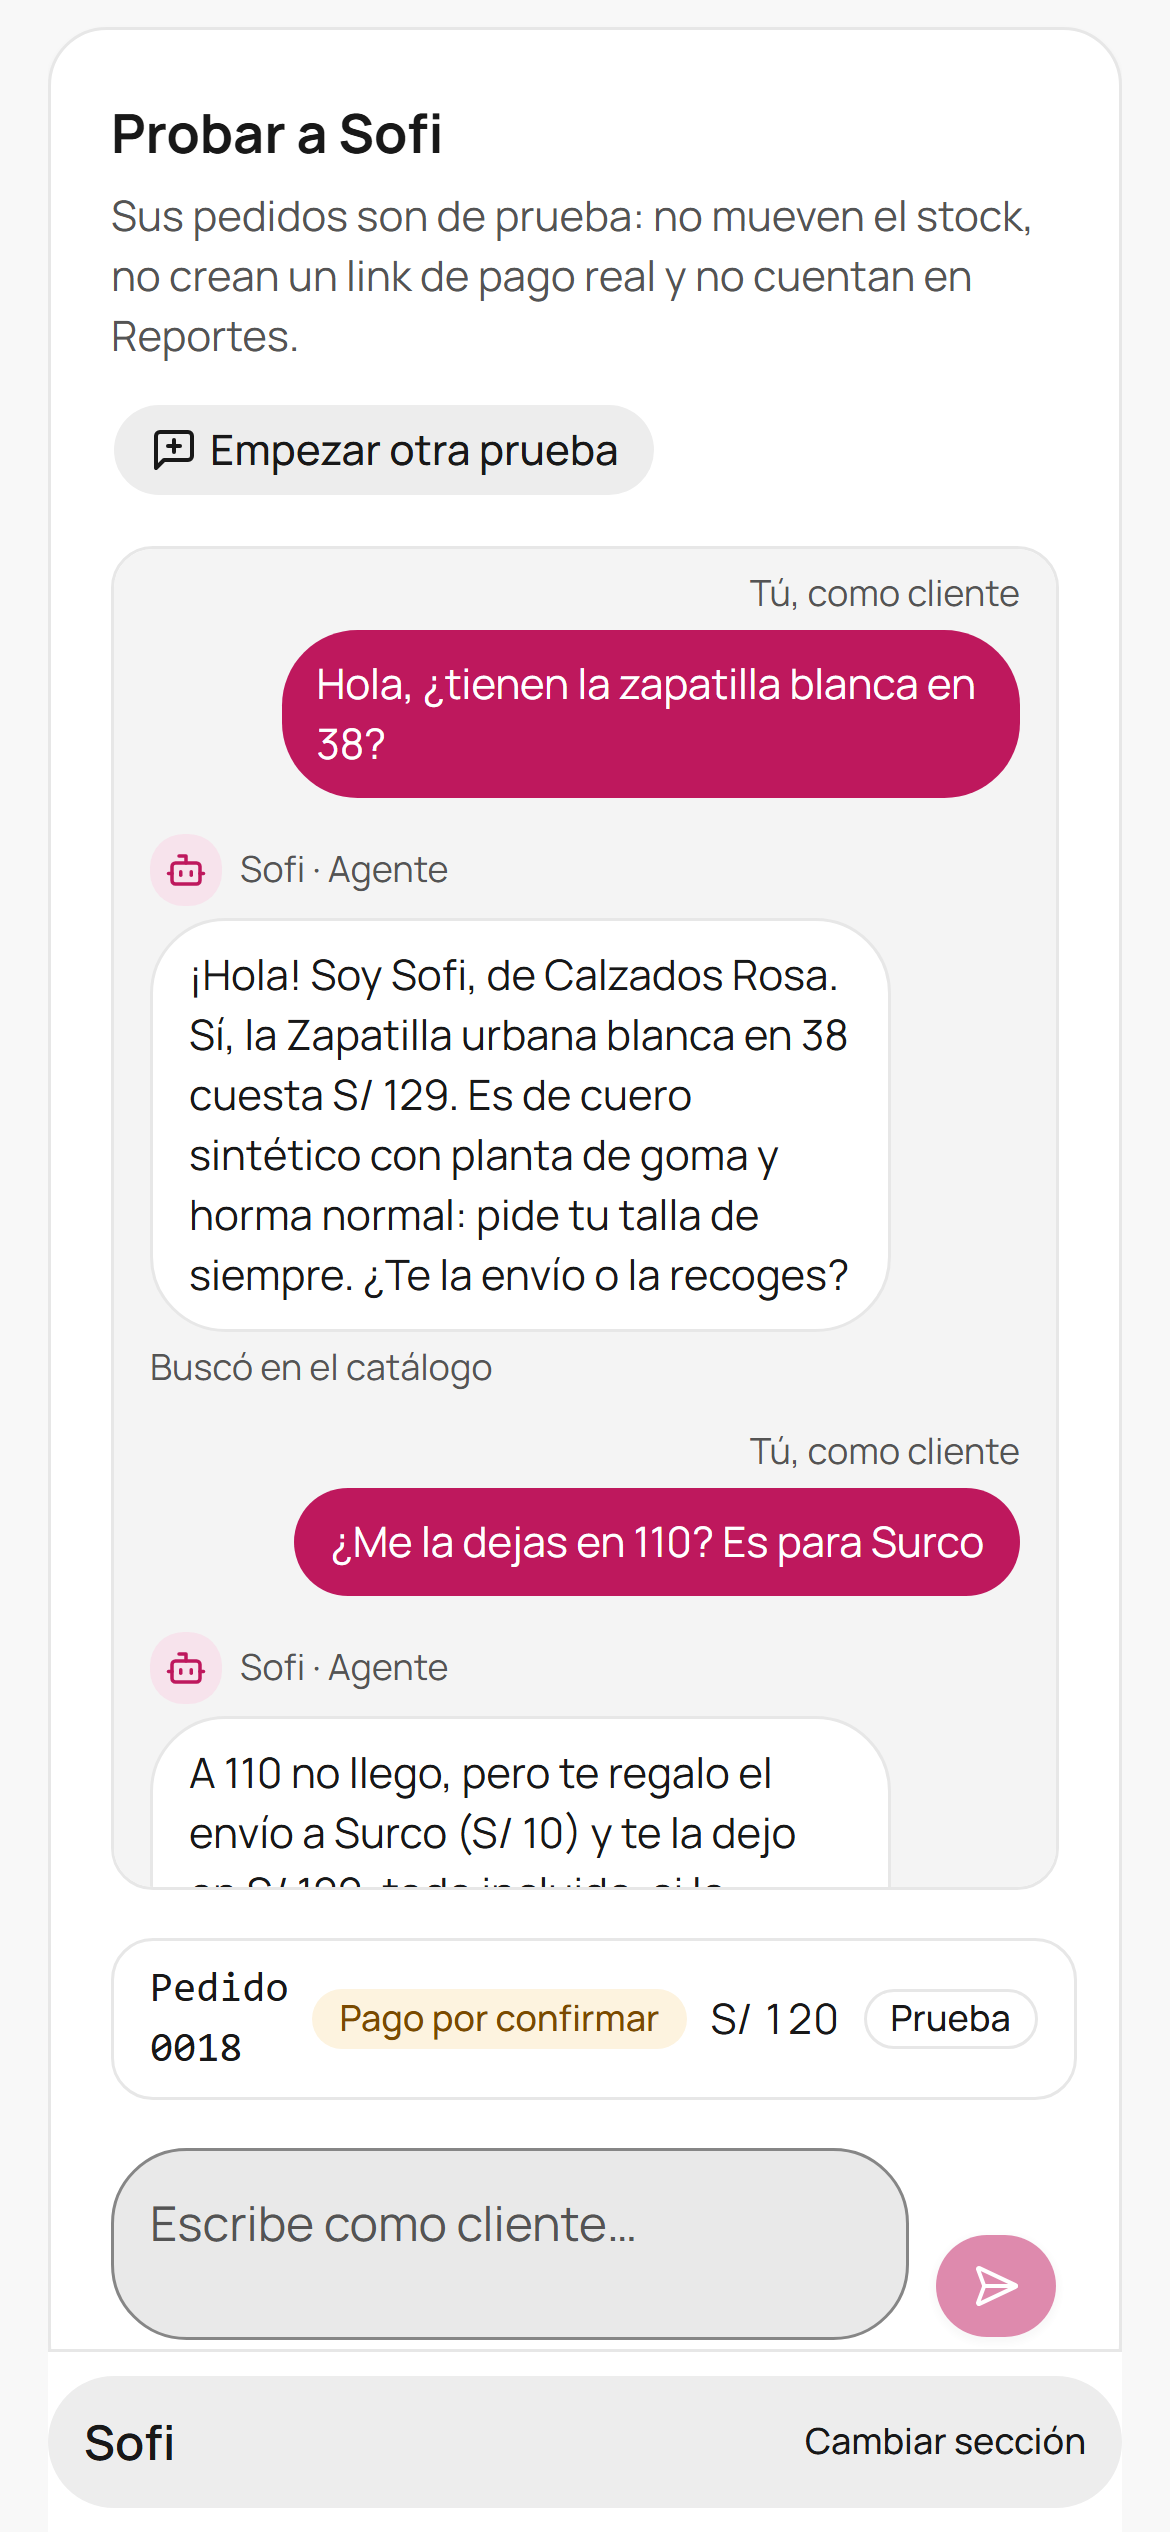 Probar a Sofi
Sus pedidos son de prueba: no mueven el stock,
no crean un link de pago real y no cuentan en
Reportes.
Empezar otra prueba
Tú, como cliente
Hola, ¿tienen la zapatilla blanca en
38?
Sofi · Agente
¡Hola! Soy Sofi, de Calzados Rosa.
Sí, la Zapatilla urbana blanca en 38
cuesta S/ 129. Es de cuero
sintético con planta de goma y
horma normal: pide tu talla de
siempre. ¿Te la envío o la recoges?
Buscó en el catálogo
Tú, como cliente
¿Me la dejas en 110? Es para Surco
Sofi · Agente
A 110 no llego, pero te regalo el
envío a Surco (S/ 10) y te la dejo
Pedido
0018
Pago por confirmar
S/ 120
Prueba
Escribe como cliente...
Sofi
Cambiar sección